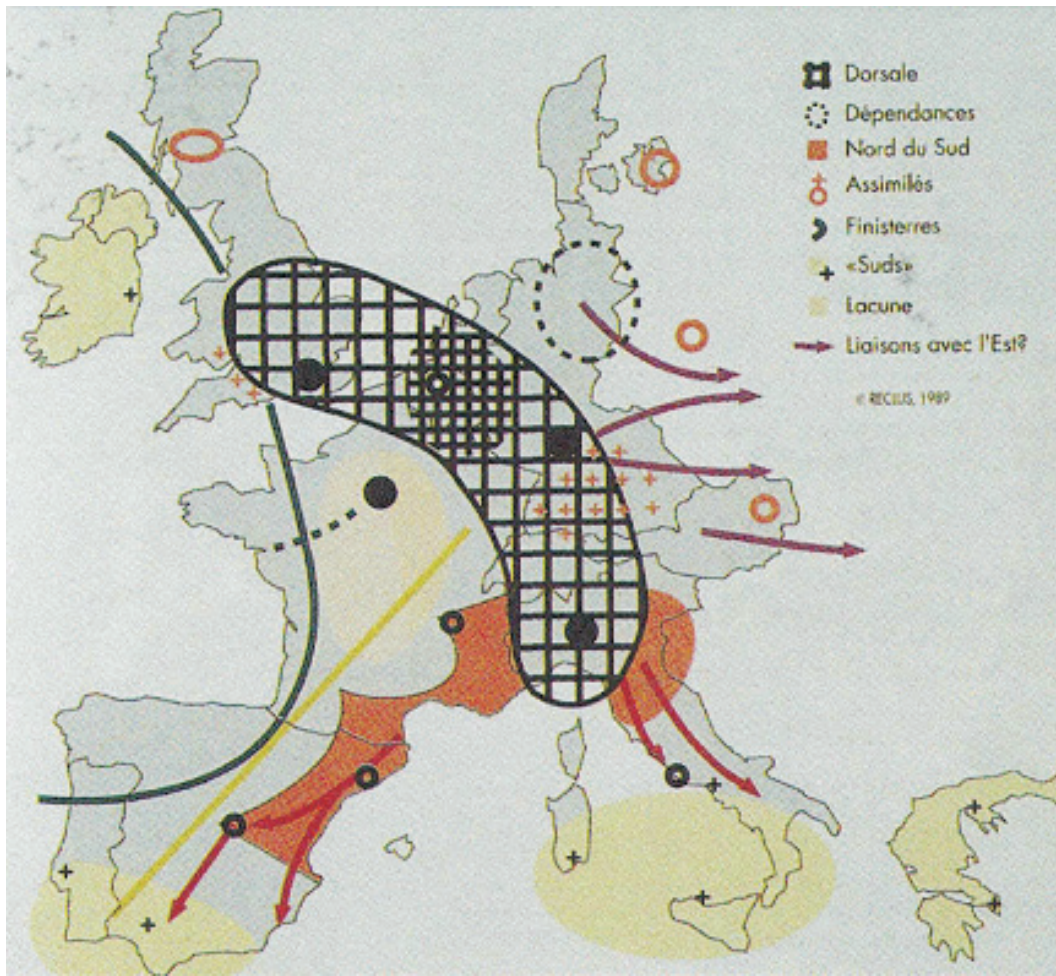 Dorsale
Dépendances
Nord du Sud
Assimilés
Finisterres
«Suds»
Lacune
Liaisons avec l'Est?
© RECLUS, 1989